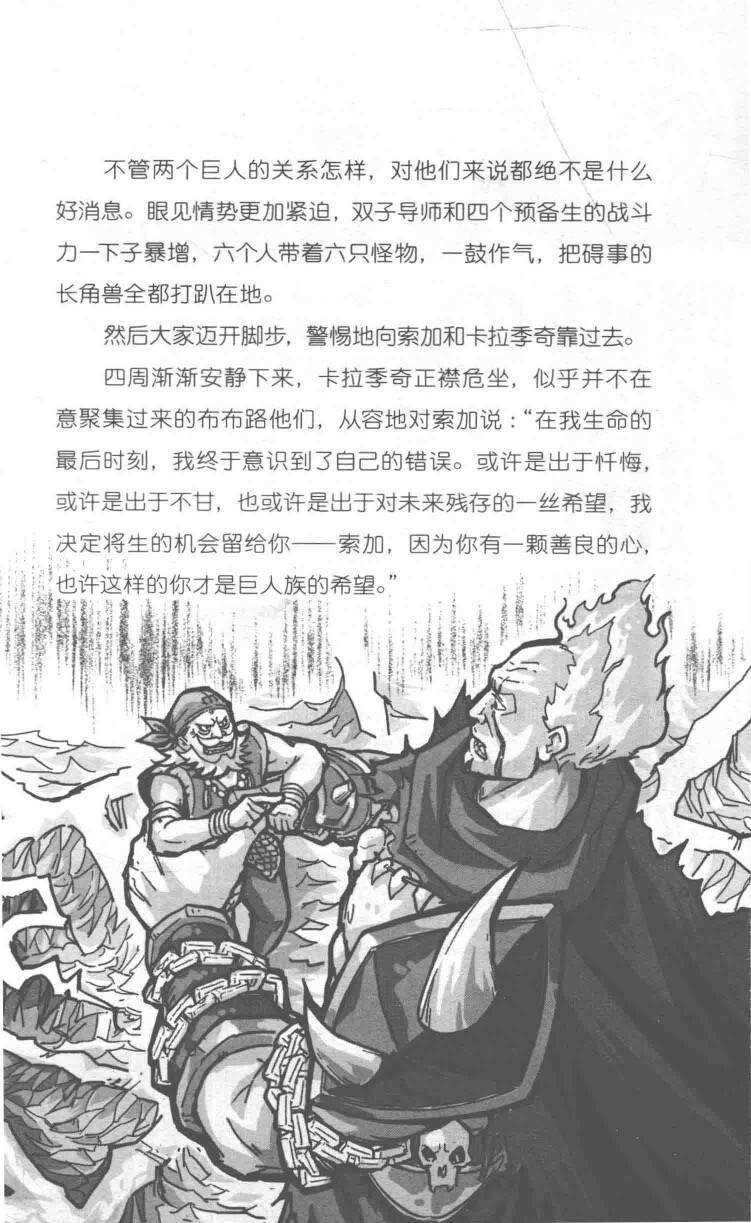 不管两个巨人的关系怎样，对他们来说都绝不是什么
好消息。眼见情势更加紧迫，双子导师和四个预备生的战斗
力一下子暴增，六个人带着六只怪物，一鼓作气，把碍事的
长角兽全都打趴在地。
然后大家迈开脚步，警惕地向索加和卡拉季奇靠过去。
四周渐渐安静下来，卡拉季奇正襟危坐，似乎并不在
意聚集过来的布布路他们，从容地对索加说：“在我生命的
最后时刻，我终于意识到了自己的错误。或许是出于忏悔，
或许是出于不甘，也或许是出于对未来残存的一丝希望，我
决定将生的机会留给你——索加，因为你有一颗善良的心，
也许这样的你才是巨人族的希望。”